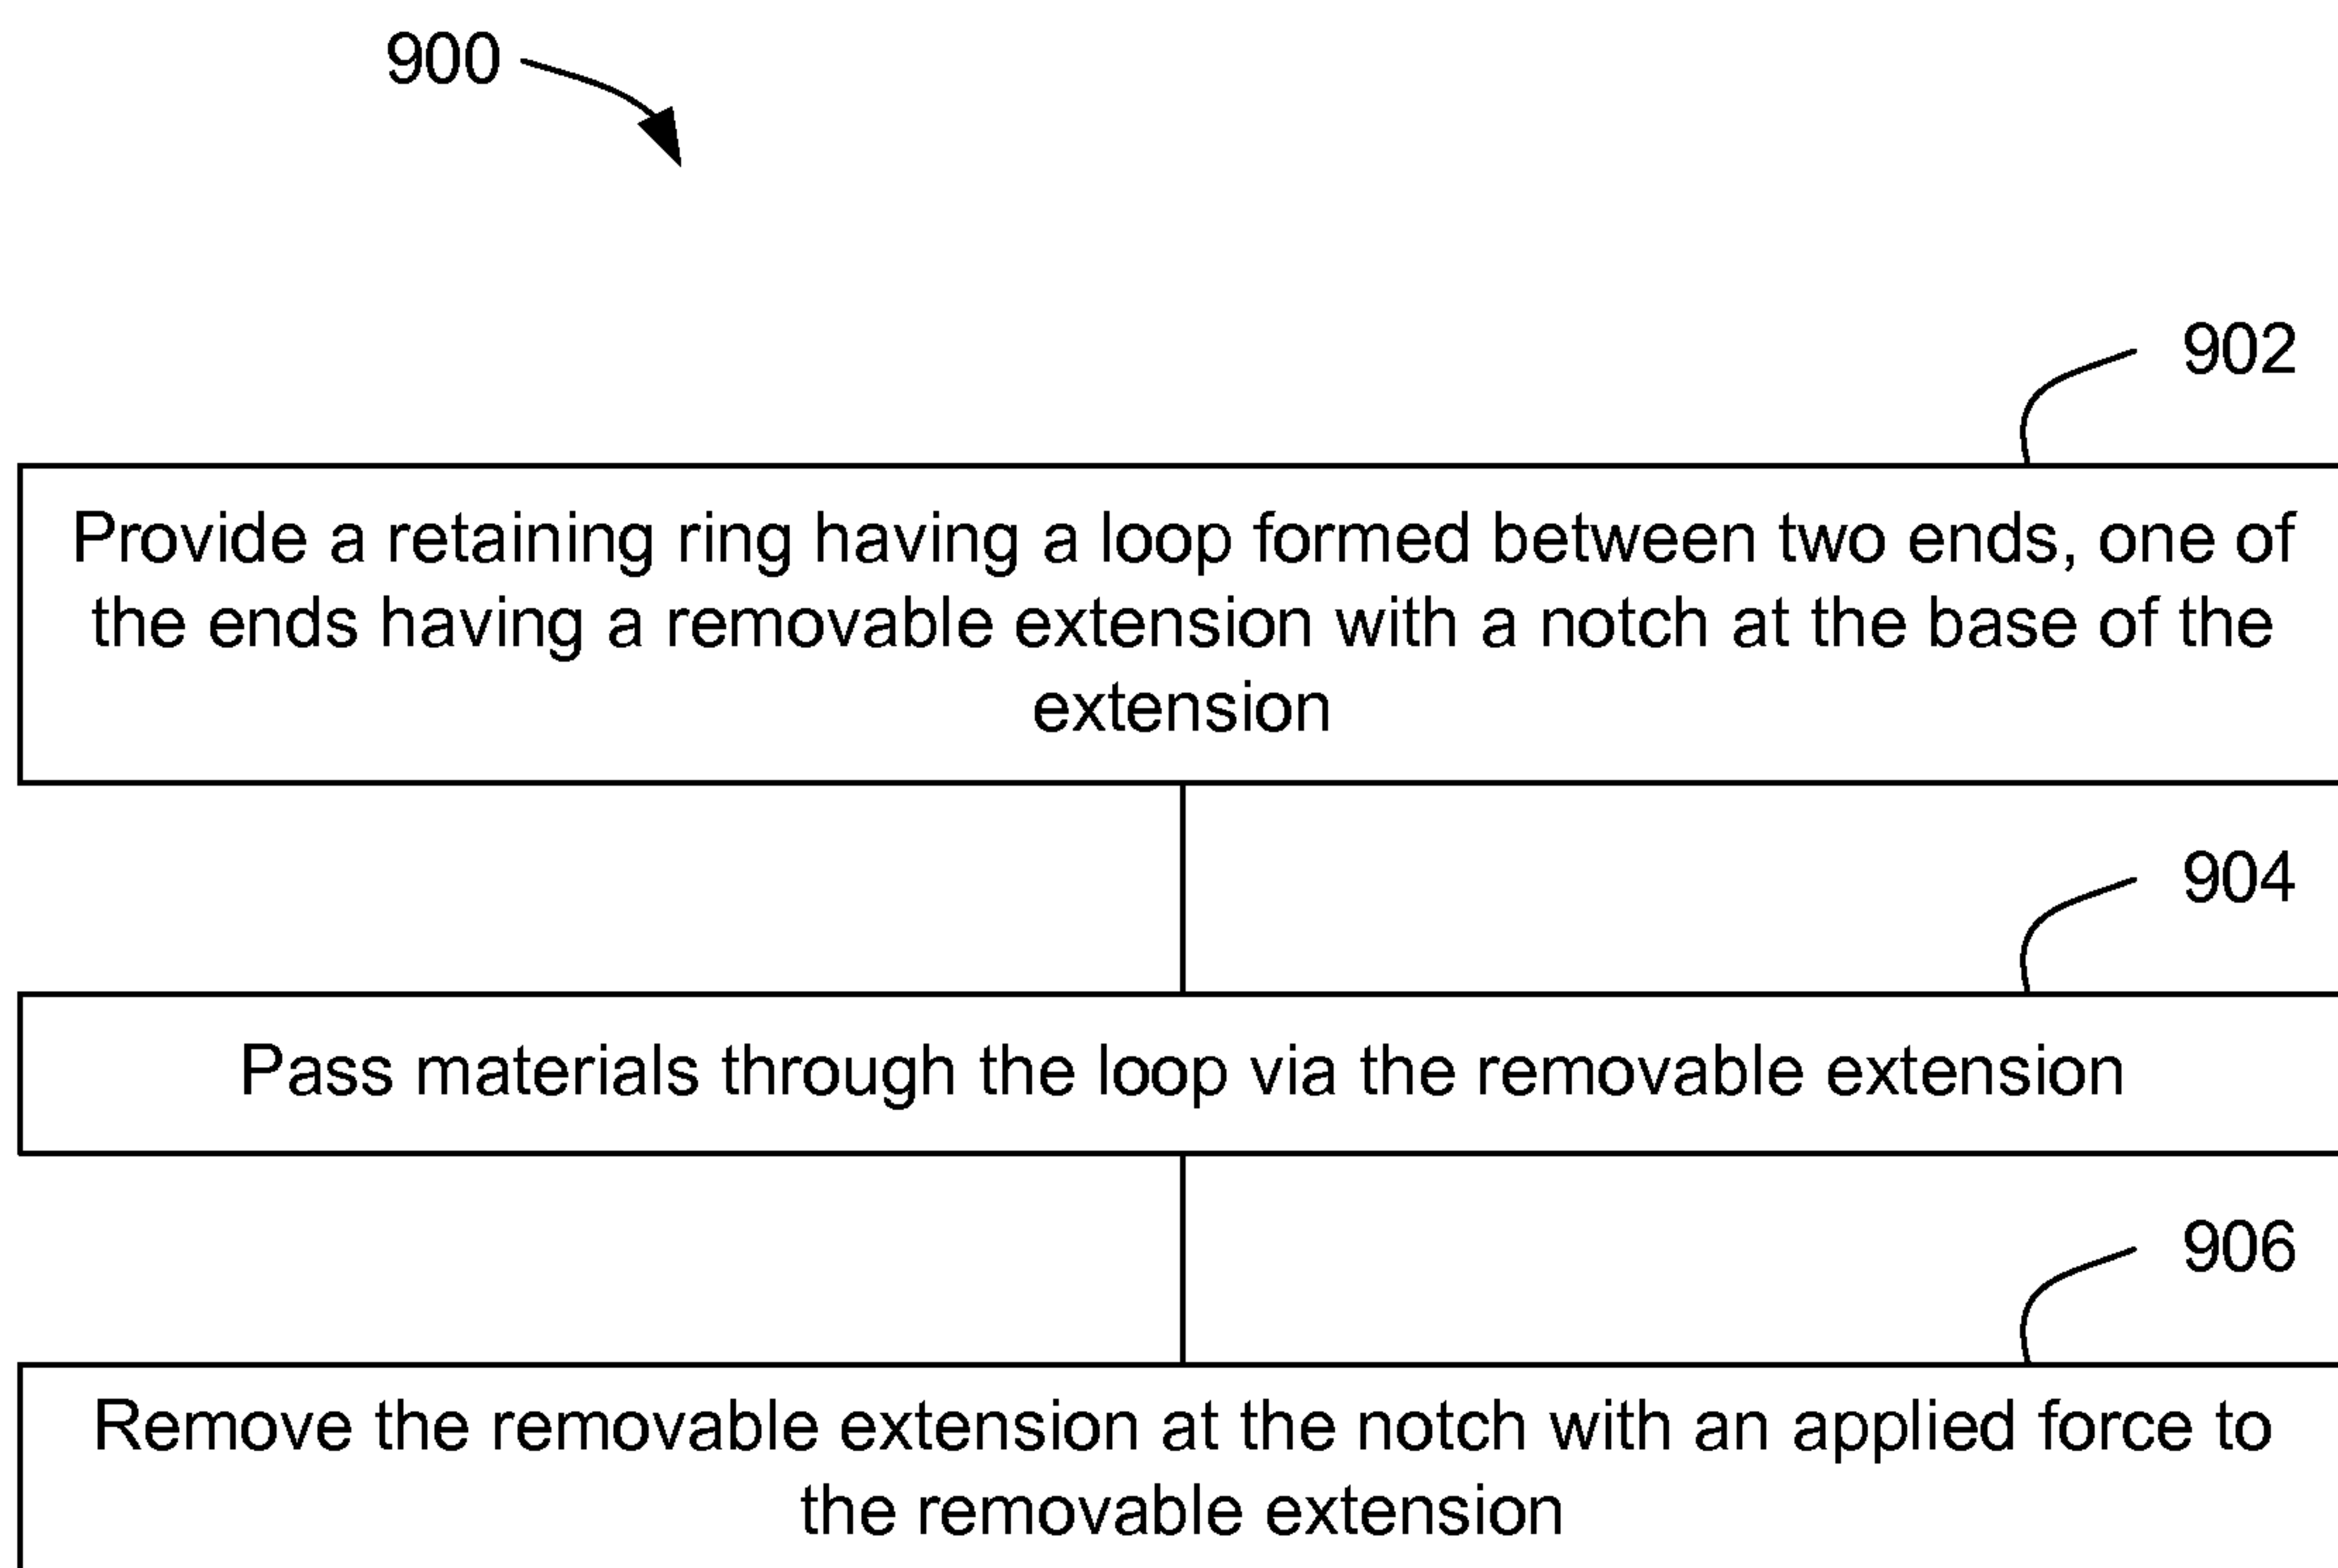 900
902
Provide a retaining ring having a loop formed between two ends, one of
the ends having a removable extension with a notch at the base of the
extension
904
Pass materials through the loop via the removable extension
906
Remove the removable extension at the notch with an applied force to
the removable extension